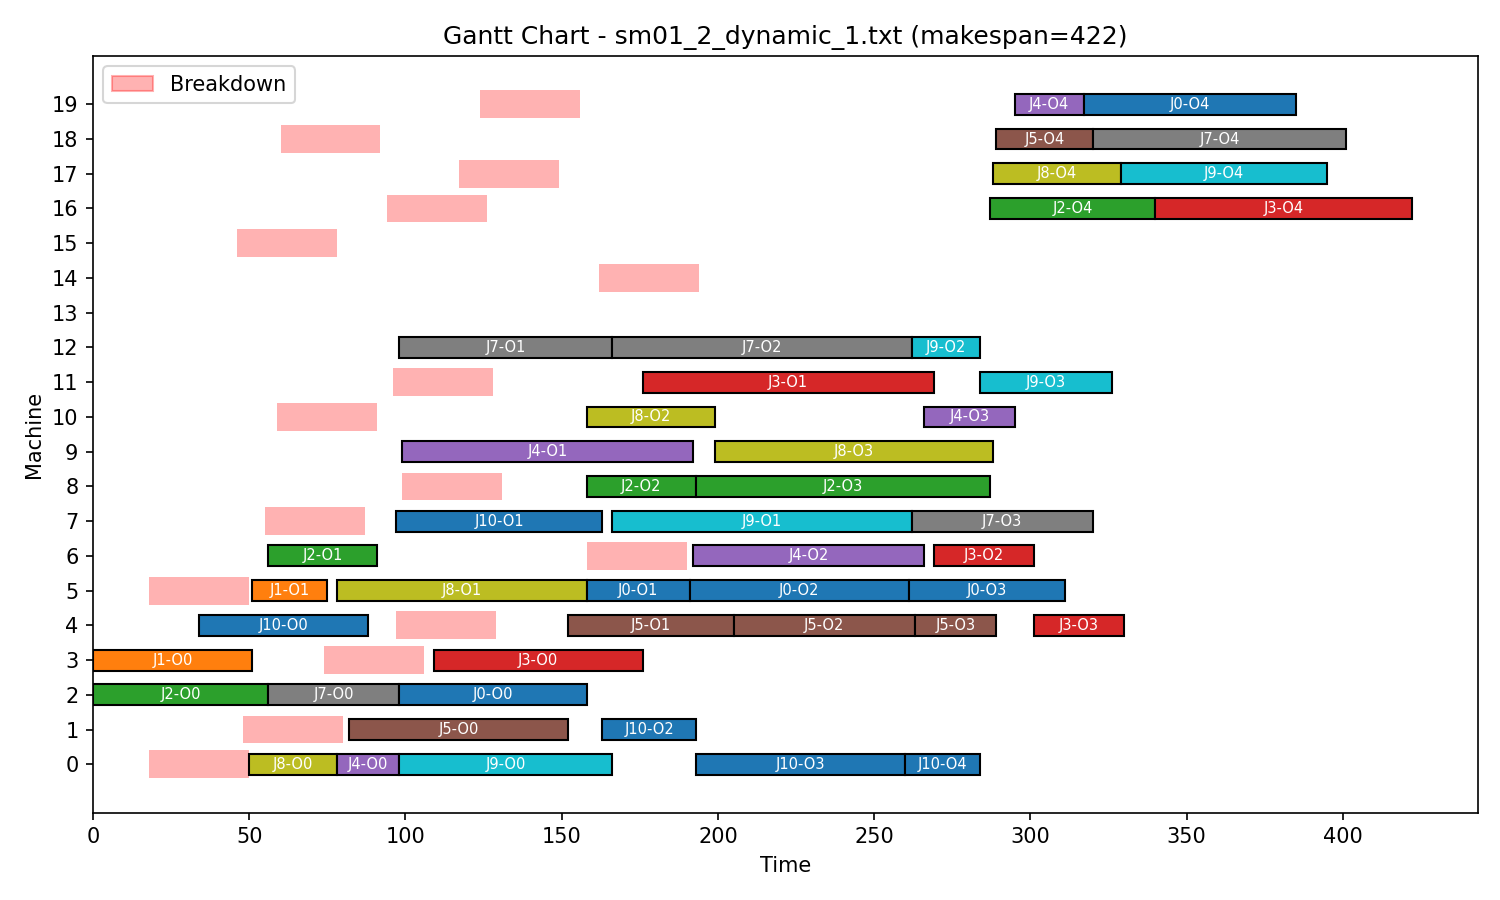 Gantt Chart - sm01_2_dynamic_1.txt (makespan=422)
Breakdown
19 J4-O4 J0-O4
18 J5-O4 J7-O4
17 J8-O4 J9-O4
16 J2-O4 J3-O4
15
14
13
12 J7-O1 J7-O2 J9-O2
11 J3-O1 J9-O3
10 J8-O2 J4-O3
9 J4-O1 J8-O3
8 J2-O2 J2-O3
7 J10-O1 J9-O1 J7-O3
6 J2-O1 J4-O2 J3-O2
5 J1-O1 J8-O1 J0-O1 J0-O2 J0-O3
4 J10-O0 J5-O1 J5-O2 J5-O3 J3-O3
3 J1-O0 J3-O0
2 J2-O0 J7-O0 J0-O0
1 J5-O0 J10-O2
0 J8-O0 J4-O0 J9-O0 J10-O3 J10-O4
Machine
0 50 100 150 200 250 300 350 400
Time